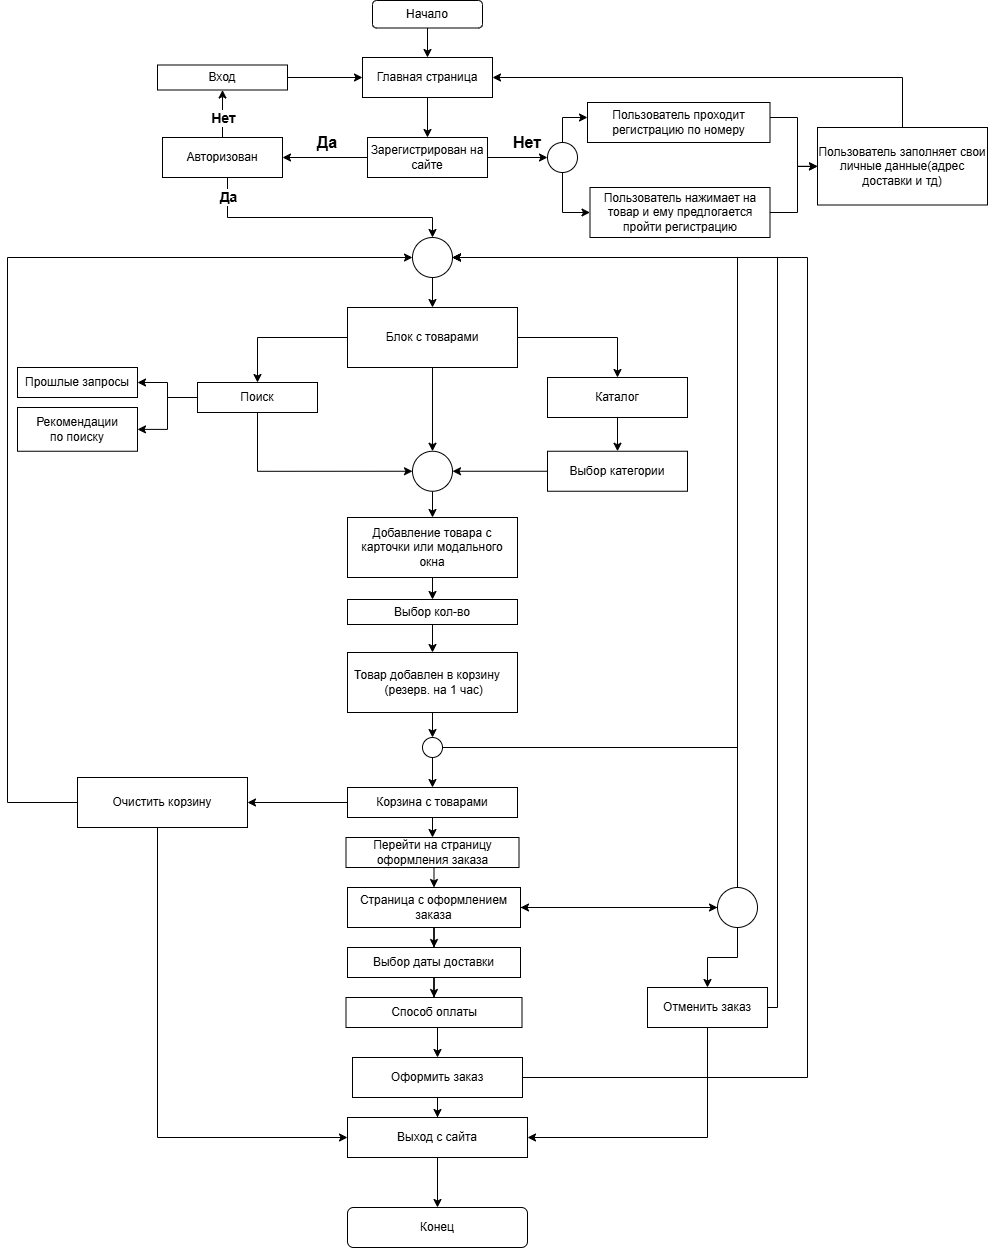 Начало
Вход
Главная страница
Нет
Да
Нет
Пользователь проходит
регистрацию по номеру
Авторизован
Зарегистрирован на
сайте
Пользователь заполняет свои
личные данные(адрес
доставки и тд)
Да
Пользователь нажимает на
товар и ему предлогается
пройти регистрацию
Блок с товарами
Прошлые запросы
Поиск
Каталог
Рекомендации
по поиску
Выбор категории
Добавление товара с
карточки или модального
окна
Выбор кол-во
Товар добавлен в корзину
(резерв. на 1 час)
Очистить корзину
Корзина с товарами
Перейти на страницу
оформления заказа
Страница с оформлением
заказа
Выбор даты доставки
Способ оплаты
Отменить заказ
Оформить заказ
Выход с сайта
Конец